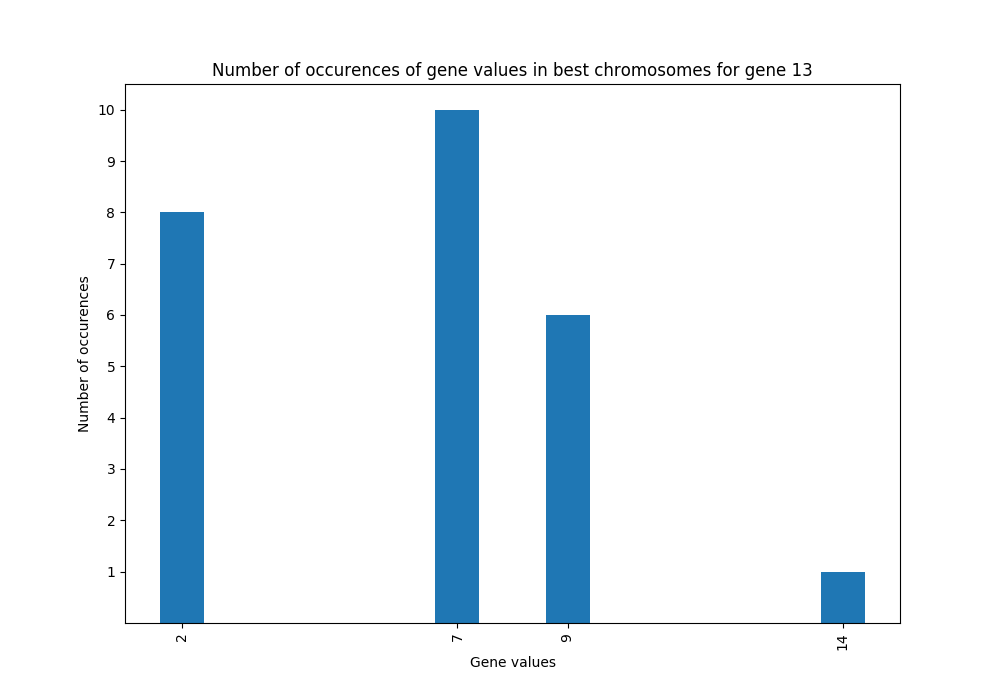 Number of occurences of gene values in best chromosomes for gene 13
10
9
8
7
6
5
4
3
2
1
Number of occurences
2 7 9 14
Gene values